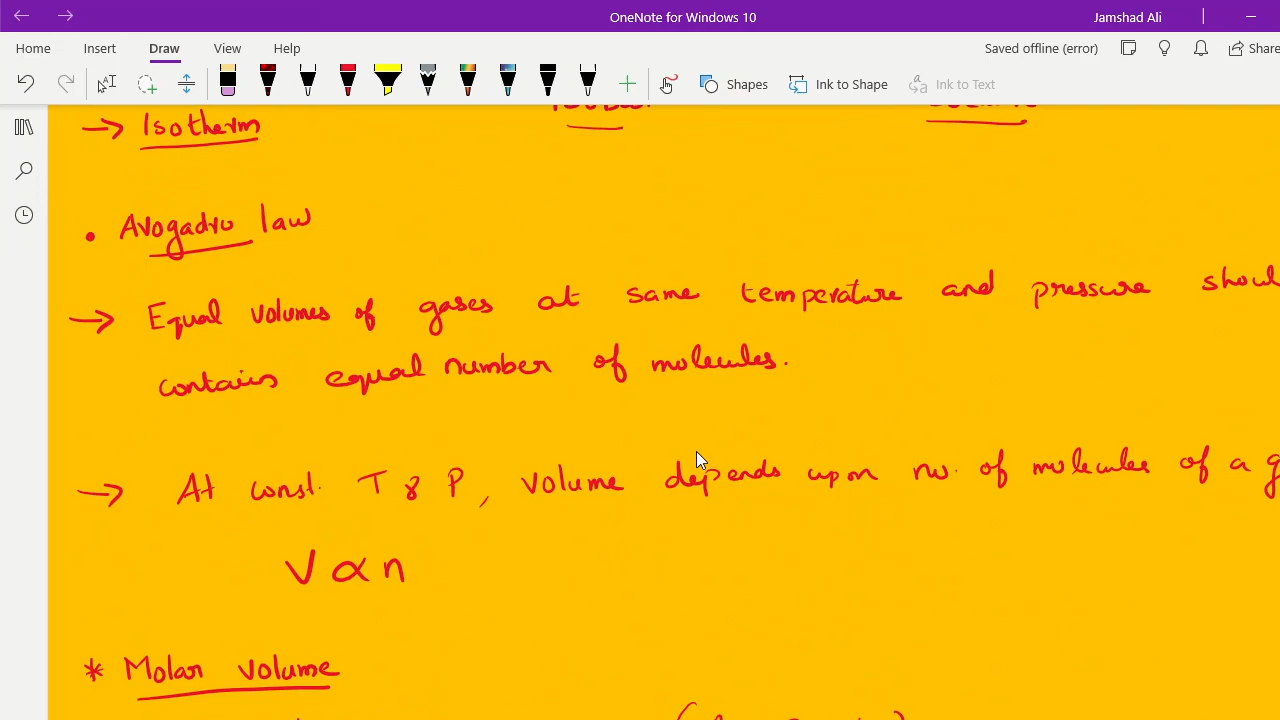 OneNote for Windows 10
Jamshad Ali
Home Insert Draw View Help
Saved offline (error)
Share
Shapes
Ink to Shape
Ink to Text
→ Isotherm
• Avogadro law
→ Equal volumes of gases at same temperature and pressure shoul
contains equal number of molecules.
→ At const. T & P, volume depends upon no. of molecules of a g
V ∝ n
* Molar volume